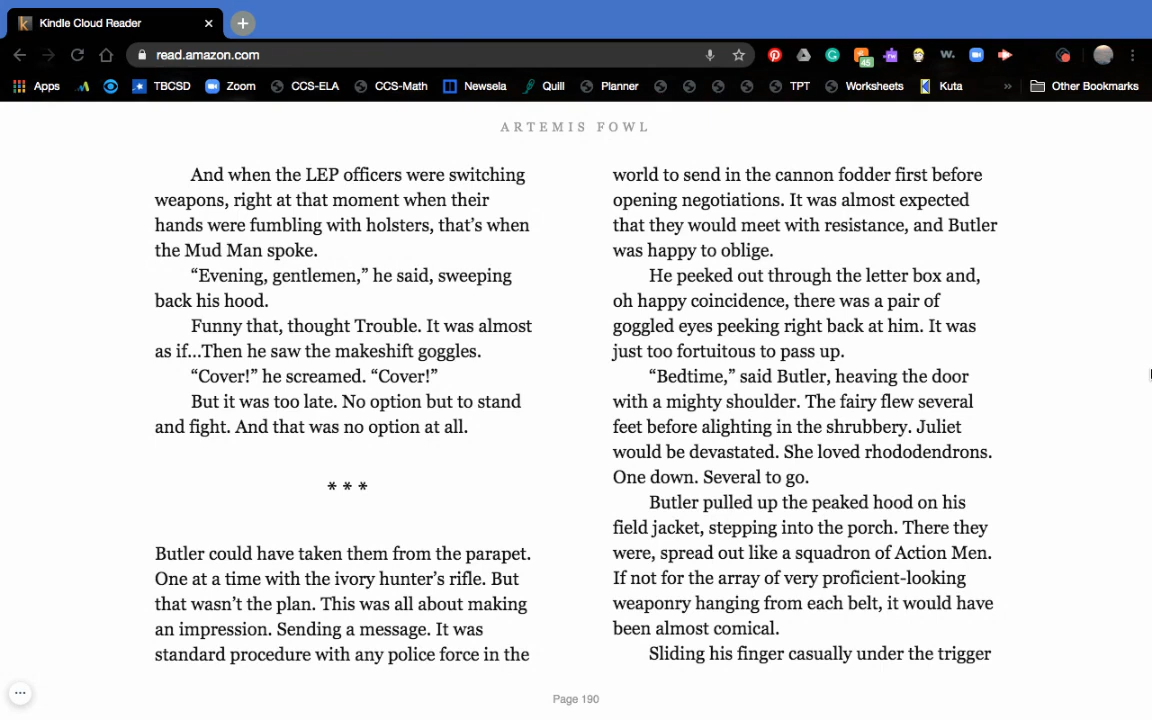 Kindle Cloud Reader
read.amazon.com
45
w.
Apps
TBCSD
Zoom
CCS-ELA
CCS-Math
Newsela
Quill
Planner
TPT
Worksheets
Kuta
»
Other Bookmarks
ARTEMIS FOWL
And when the LEP officers were switching
weapons, right at that moment when their
hands were fumbling with holsters, that’s when
the Mud Man spoke.
“Evening, gentlemen,” he said, sweeping
back his hood.
Funny that, thought Trouble. It was almost
as if...Then he saw the makeshift goggles.
“Cover!” he screamed. “Cover!”
But it was too late. No option but to stand
and fight. And that was no option at all.
* * *
Butler could have taken them from the parapet.
One at a time with the ivory hunter’s rifle. But
that wasn’t the plan. This was all about making
an impression. Sending a message. It was
standard procedure with any police force in the
world to send in the cannon fodder first before
opening negotiations. It was almost expected
that they would meet with resistance, and Butler
was happy to oblige.
He peeked out through the letter box and,
oh happy coincidence, there was a pair of
goggled eyes peeking right back at him. It was
just too fortuitous to pass up.
“Bedtime,” said Butler, heaving the door
with a mighty shoulder. The fairy flew several
feet before alighting in the shrubbery. Juliet
would be devastated. She loved rhododendrons.
One down. Several to go.
Butler pulled up the peaked hood on his
field jacket, stepping into the porch. There they
were, spread out like a squadron of Action Men.
If not for the array of very proficient-looking
weaponry hanging from each belt, it would have
been almost comical.
Sliding his finger casually under the trigger
Page 190